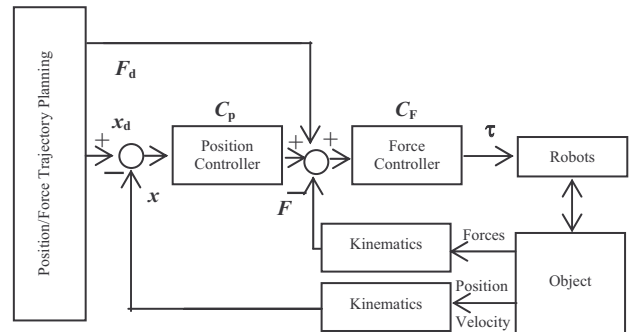 Position/Force Trajectory Planning
F_d
C_p
C_F
x_d
+
+
+
τ
Position
Controller
Force
Controller
Robots
−
x
−
F
Kinematics
Forces
Kinematics
Position
Velocity
Object